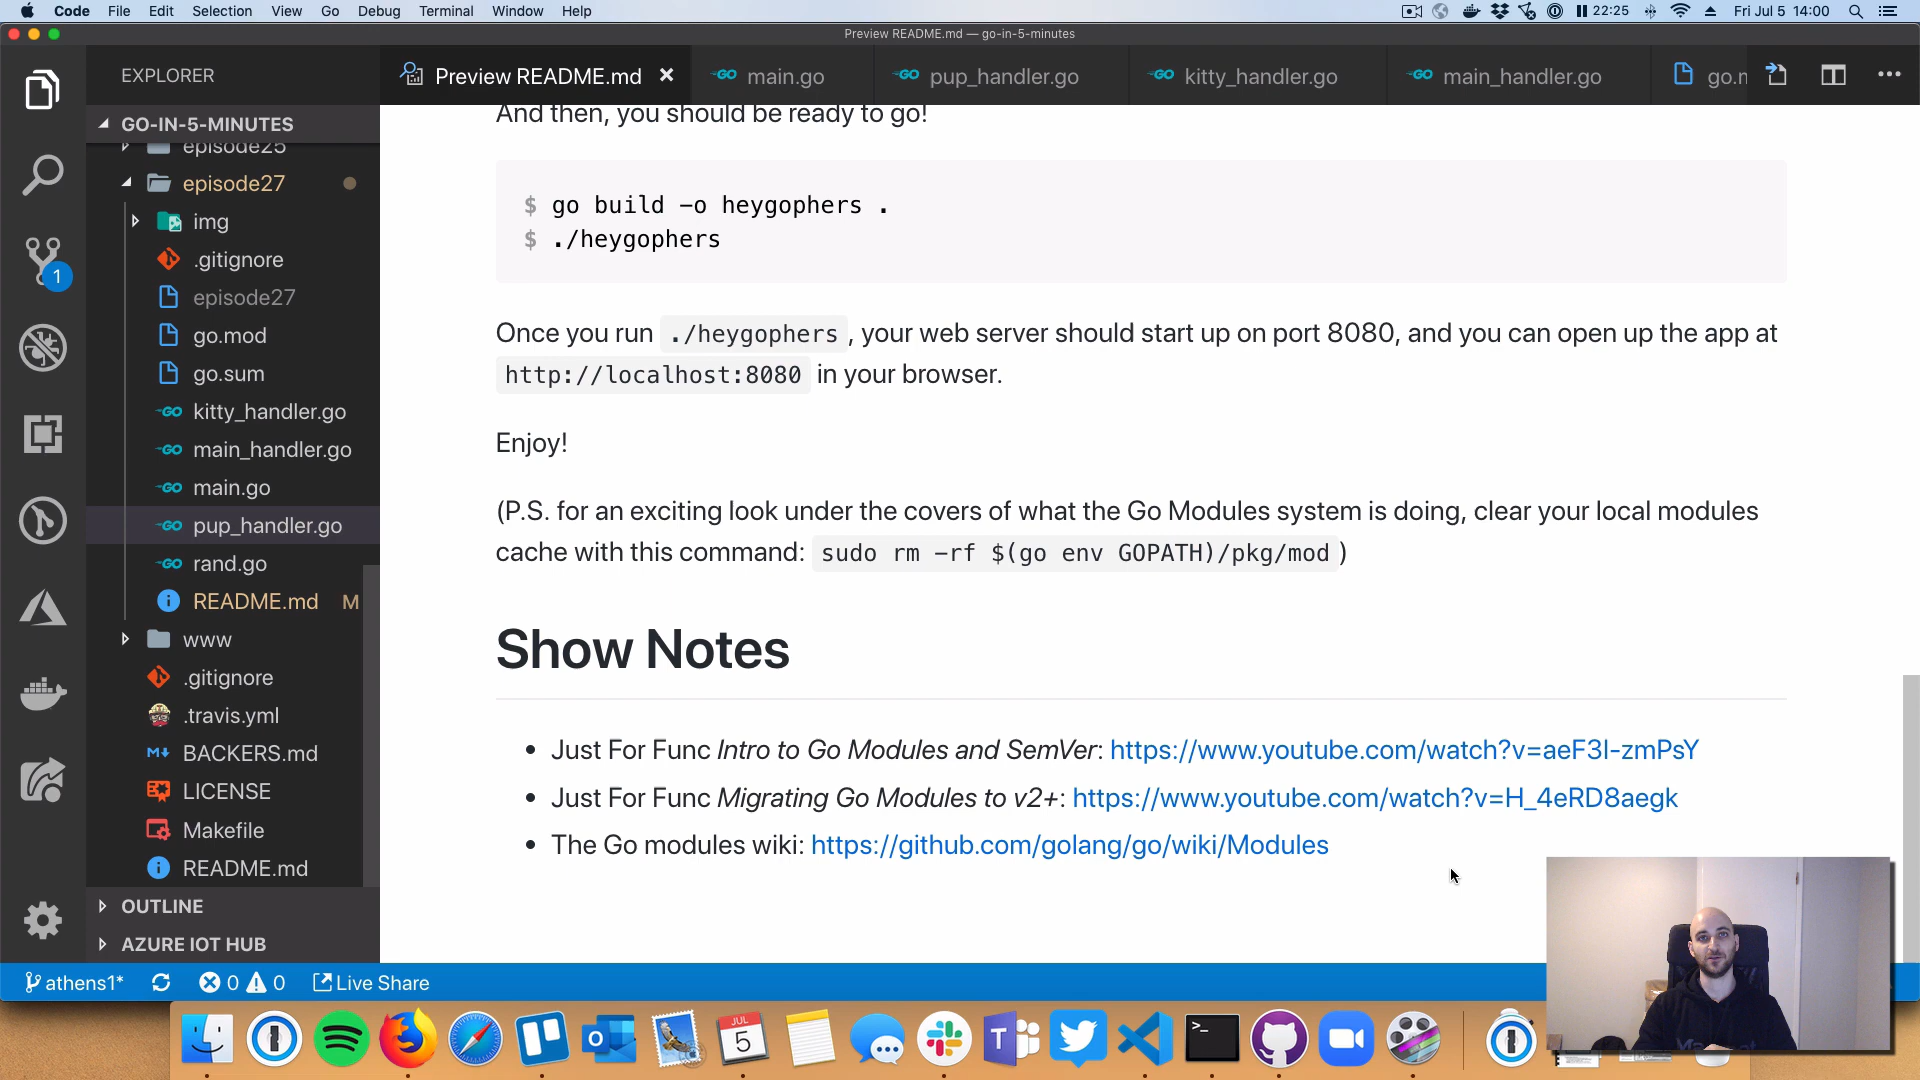 Code File Edit Selection View Go Debug Terminal Window Help 22:25 Fri Jul 5 14:00
Preview README.md — go-in-5-minutes
EXPLORER
Preview README.md × main.go pup_handler.go kitty_handler.go main_handler.go go.m
GO-IN-5-MINUTES
episode25
episode27
img
.gitignore
episode27
go.mod
go.sum
kitty_handler.go
main_handler.go
main.go
pup_handler.go
rand.go
README.md M
www
.gitignore
.travis.yml
BACKERS.md
LICENSE
Makefile
README.md
OUTLINE
AZURE IOT HUB
1
And then, you should be ready to go!
$ go build -o heygophers .
$ ./heygophers
Once you run ./heygophers , your web server should start up on port 8080, and you can open up the app at
http://localhost:8080 in your browser.
Enjoy!
(P.S. for an exciting look under the covers of what the Go Modules system is doing, clear your local modules
cache with this command: sudo rm -rf $(go env GOPATH)/pkg/mod )
Show Notes
• Just For Func Intro to Go Modules and SemVer: https://www.youtube.com/watch?v=aeF3l-zmPsY
• Just For Func Migrating Go Modules to v2+: https://www.youtube.com/watch?v=H_4eRD8aegk
• The Go modules wiki: https://github.com/golang/go/wiki/Modules
athens1* 0 0 Live Share
JUL
5